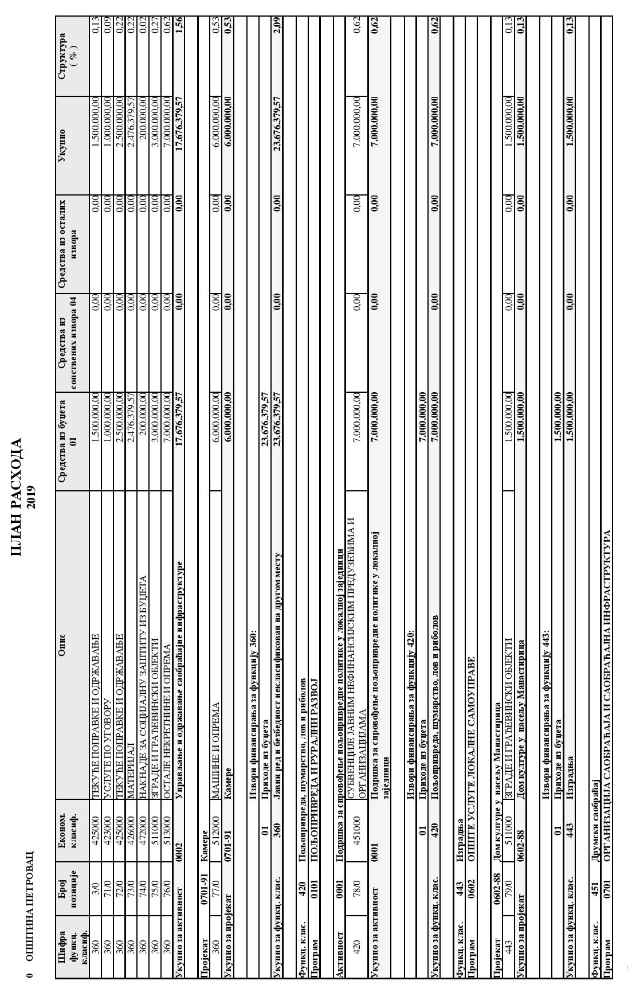 ПЛАН РАСХОДА
2019
0 ОПШТИНА ПЕТРОВАЦ
Шифра функц. класиф. Број позиције Економ. класиф. Опис Средства из буџета 01 Средства из сопствених извора 04 Средства из осталих извора Укупно Структура ( % )
360 3/0 425000 ТЕКУЋЕ ПОПРАВКЕ И ОДРЖАВАЊЕ 1.500.000,00 0,00 0,00 1.500.000,00 0,13
360 71/0 423000 УСЛУГЕ ПО УГОВОРУ 1.000.000,00 0,00 0,00 1.000.000,00 0,09
360 72/0 425000 ТЕКУЋЕ ПОПРАВКЕ И ОДРЖАВАЊЕ 2.500.000,00 0,00 0,00 2.500.000,00 0,22
360 73/0 426000 МАТЕРИЈАЛ 2.476.379,57 0,00 0,00 2.476.379,57 0,22
360 74/0 472000 НАКНАДЕ ЗА СОЦИЈАЛНУ ЗАШТИТУ ИЗ БУЏЕТА 200.000,00 0,00 0,00 200.000,00 0,02
360 75/0 511000 ЗГРАДЕ И ГРАЂЕВИНСКИ ОБЈЕКТИ 3.000.000,00 0,00 0,00 3.000.000,00 0,27
360 76/0 513000 ОСТАЛЕ НЕКРЕТНИНЕ И ОПРЕМА 7.000.000,00 0,00 0,00 7.000.000,00 0,62
Укупно за активност 0002 Управљање и одржавање саобраћајне инфраструктуре 17.676.379,57 0,00 0,00 17.676.379,57 1,56
Пројекат 0701-91 Камере
360 77/0 512000 МАШИНЕ И ОПРЕМА 6.000.000,00 0,00 0,00 6.000.000,00 0,53
Укупно за пројекат 0701-91 Камере 6.000.000,00 0,00 0,00 6.000.000,00 0,53
Извори финансирања за функцију 360:
01 Приходе из буџета 23.676.379,57
Укупно за функц. клас. 360 Јавни ред и безбедност некласификован на другом месту 23.676.379,57 0,00 0,00 23.676.379,57 2,09
Функц. клас. 420 Пољопривреда, шумарство, лов и риболов
Програм 0101 ПОЉОПРИВРЕДА И РУРАЛНИ РАЗВОЈ
Активност 0001 Подршка за спровођење пољопривредне политике у локалној заједници
420 78/0 451000 СУБВЕНЦИЈЕ ЈАВНИМ НЕФИНАНСИЈСКИМ ПРЕДУЗЕЋИМА И 7.000.000,00 0,00 0,00 7.000.000,00 0,62
ОРГАНИЗАЦИЈАМА
Укупно за активност 0001 Подршка за спровођење пољопривредне политике у локалној 7.000.000,00 0,00 0,00 7.000.000,00 0,62
заједници
Извори финансирања за функцију 420:
01 Приходе из буџета 7.000.000,00
Укупно за функц. клас. 420 Пољопривреда, шумарство, лов и риболов 7.000.000,00 0,00 0,00 7.000.000,00 0,62
Функц. клас. 443 Изградња
Програм 0602 ОПШТЕ УСЛУГЕ ЛОКАЛНЕ САМОУПРАВЕ
Пројекат 0602-88 Дом културе у насељу Манастирица
443 79/0 511000 ЗГРАДЕ И ГРАЂЕВИНСКИ ОБЈЕКТИ 1.500.000,00 0,00 0,00 1.500.000,00 0,13
Укупно за пројекат 0602-88 Дом културе у насељу Манастирица 1.500.000,00 0,00 0,00 1.500.000,00 0,13
Извори финансирања за функцију 443:
01 Приходе из буџета 1.500.000,00
Укупно за функц. клас. 443 Изградња 1.500.000,00 0,00 0,00 1.500.000,00 0,13
Функц. клас. 451 Друмски саобраћај
Програм 0701 ОРГАНИЗАЦИЈА САОБРАЋАЈА И САОБРАЋАЈНА ИНФРАСТРУКТУРА